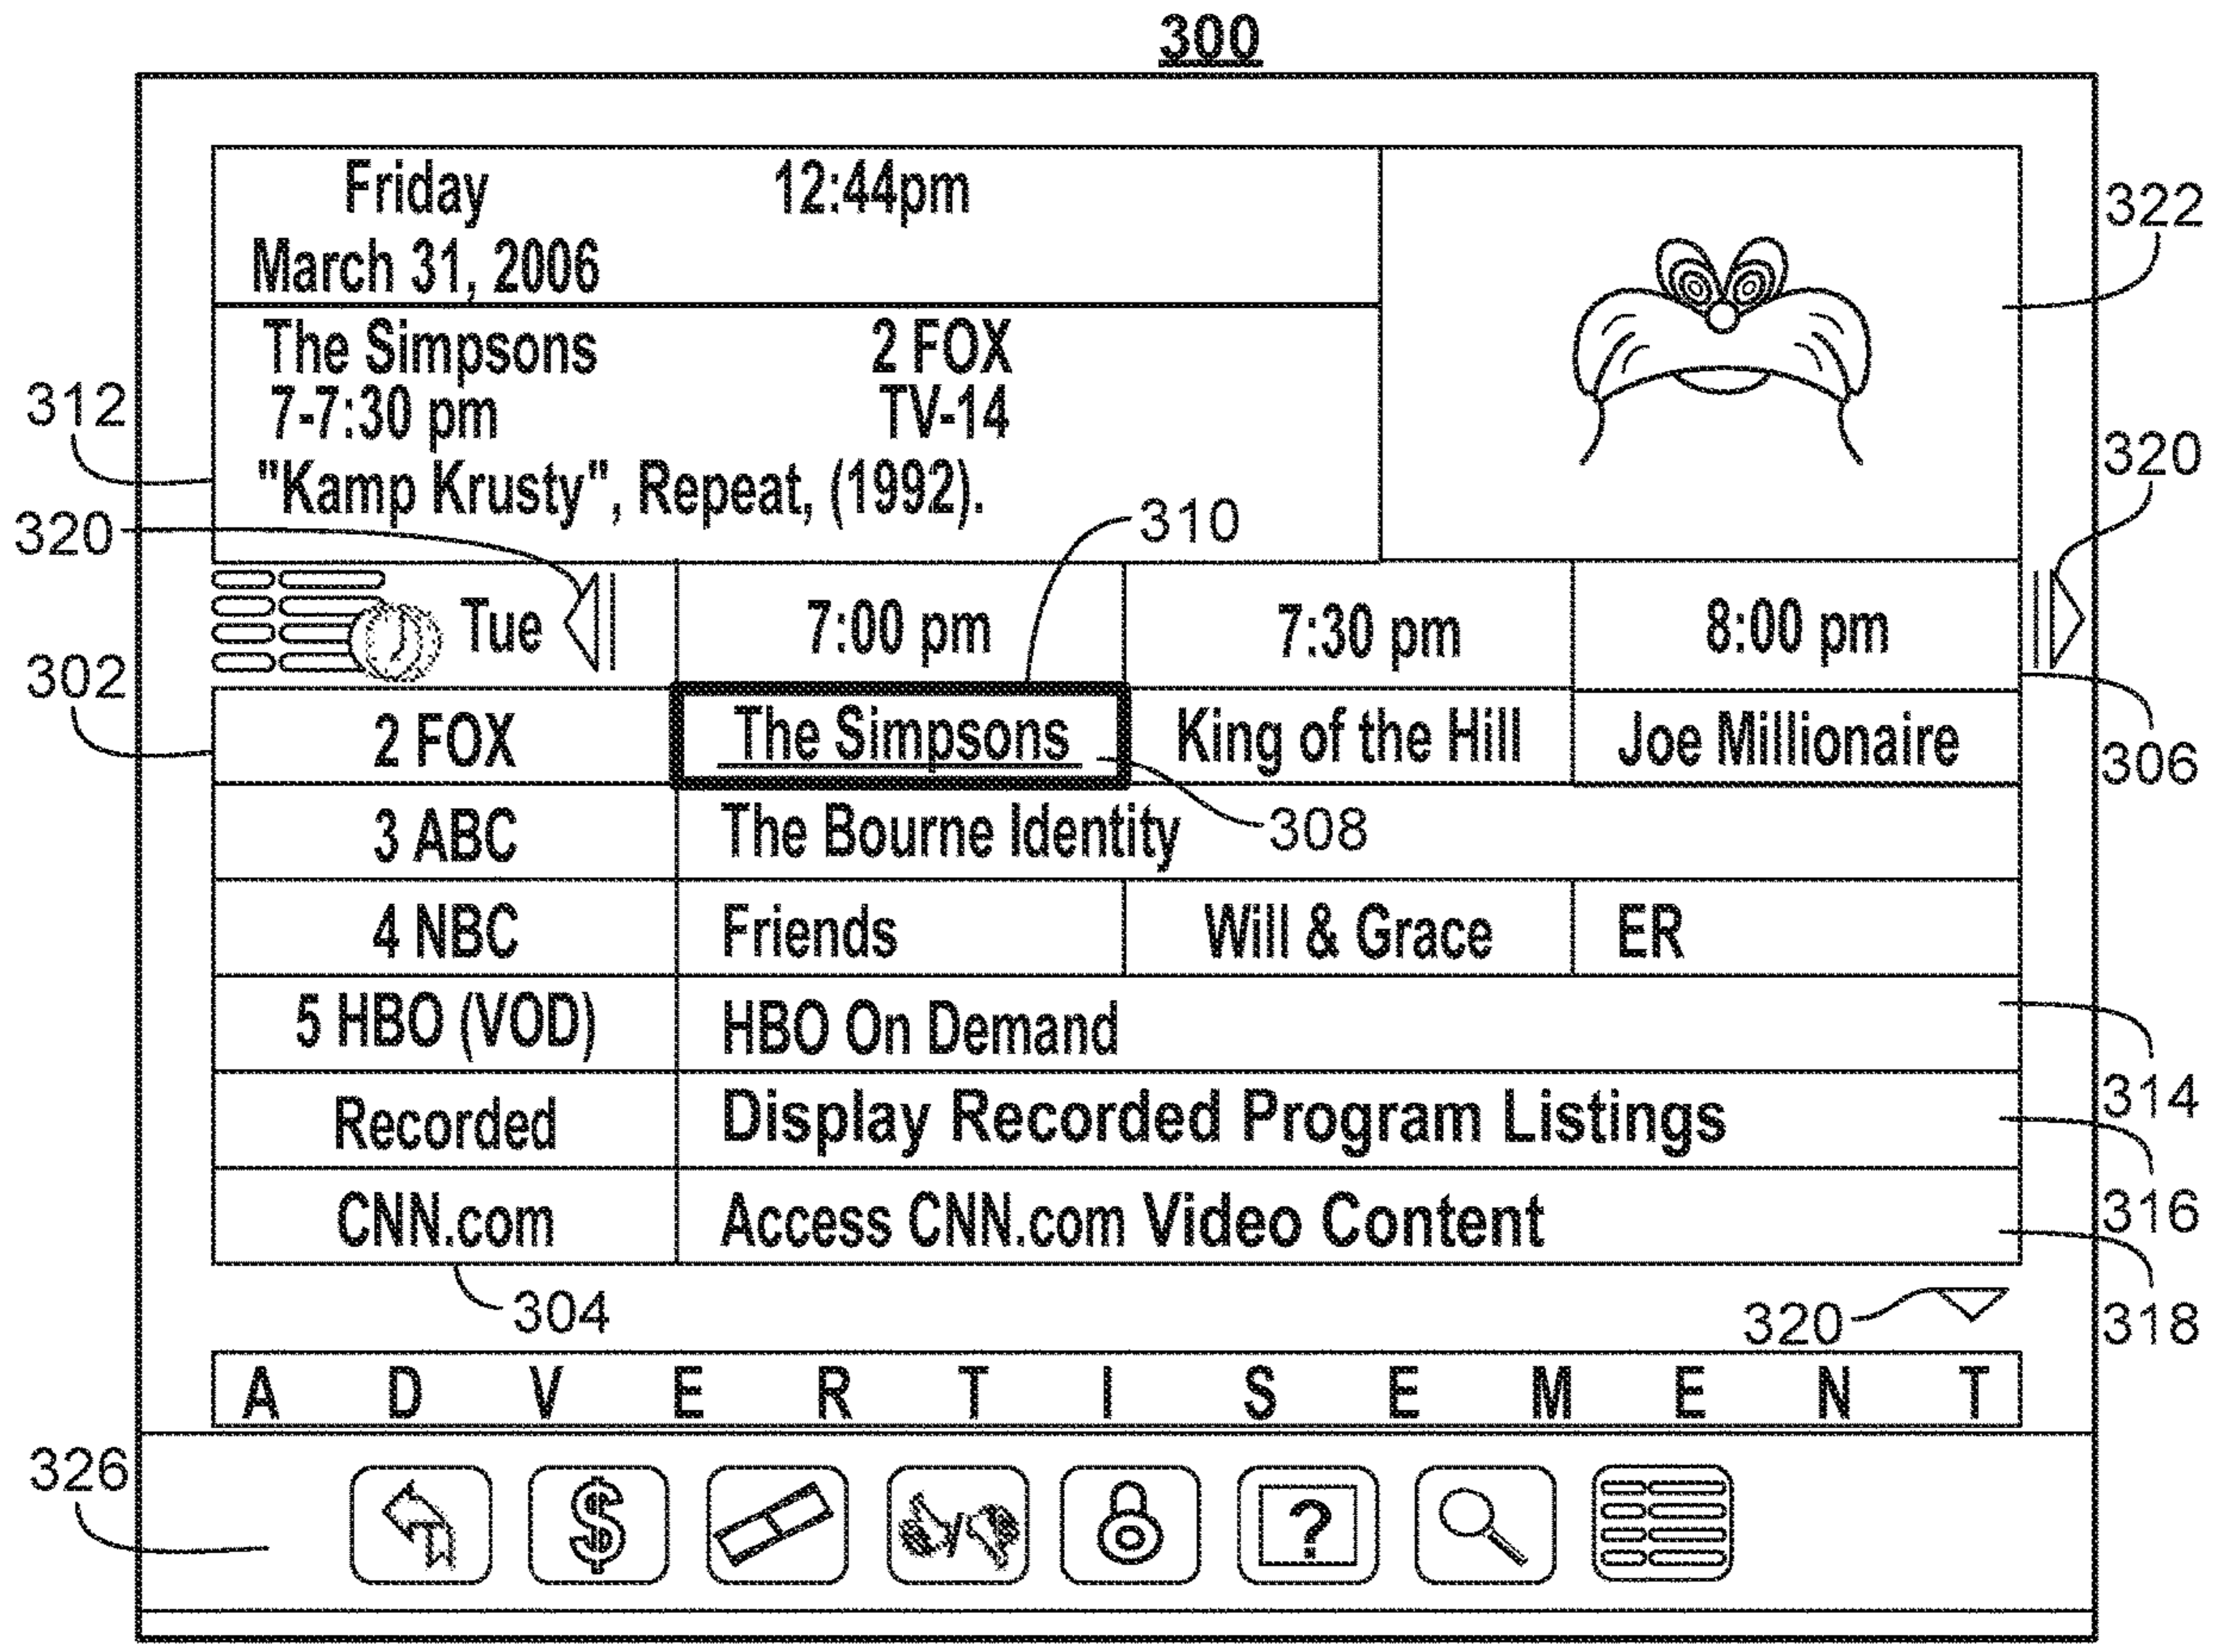 300
Friday 12:44pm
March 31, 2006
322
The Simpsons 2 FOX
312 7-7:30 pm TV-14
320
"Kamp Krusty", Repeat, (1992).
320 310
Tue 7:00 pm 7:30 pm 8:00 pm
302
2 FOX The Simpsons King of the Hill Joe Millionaire
306
3 ABC The Bourne Identity 308
4 NBC Friends Will & Grace ER
5 HBO (VOD) HBO On Demand
314
Recorded Display Recorded Program Listings
316
CNN.com Access CNN.com Video Content
304 320 318
A D V E R T I S E M E N T
326
$ / ?